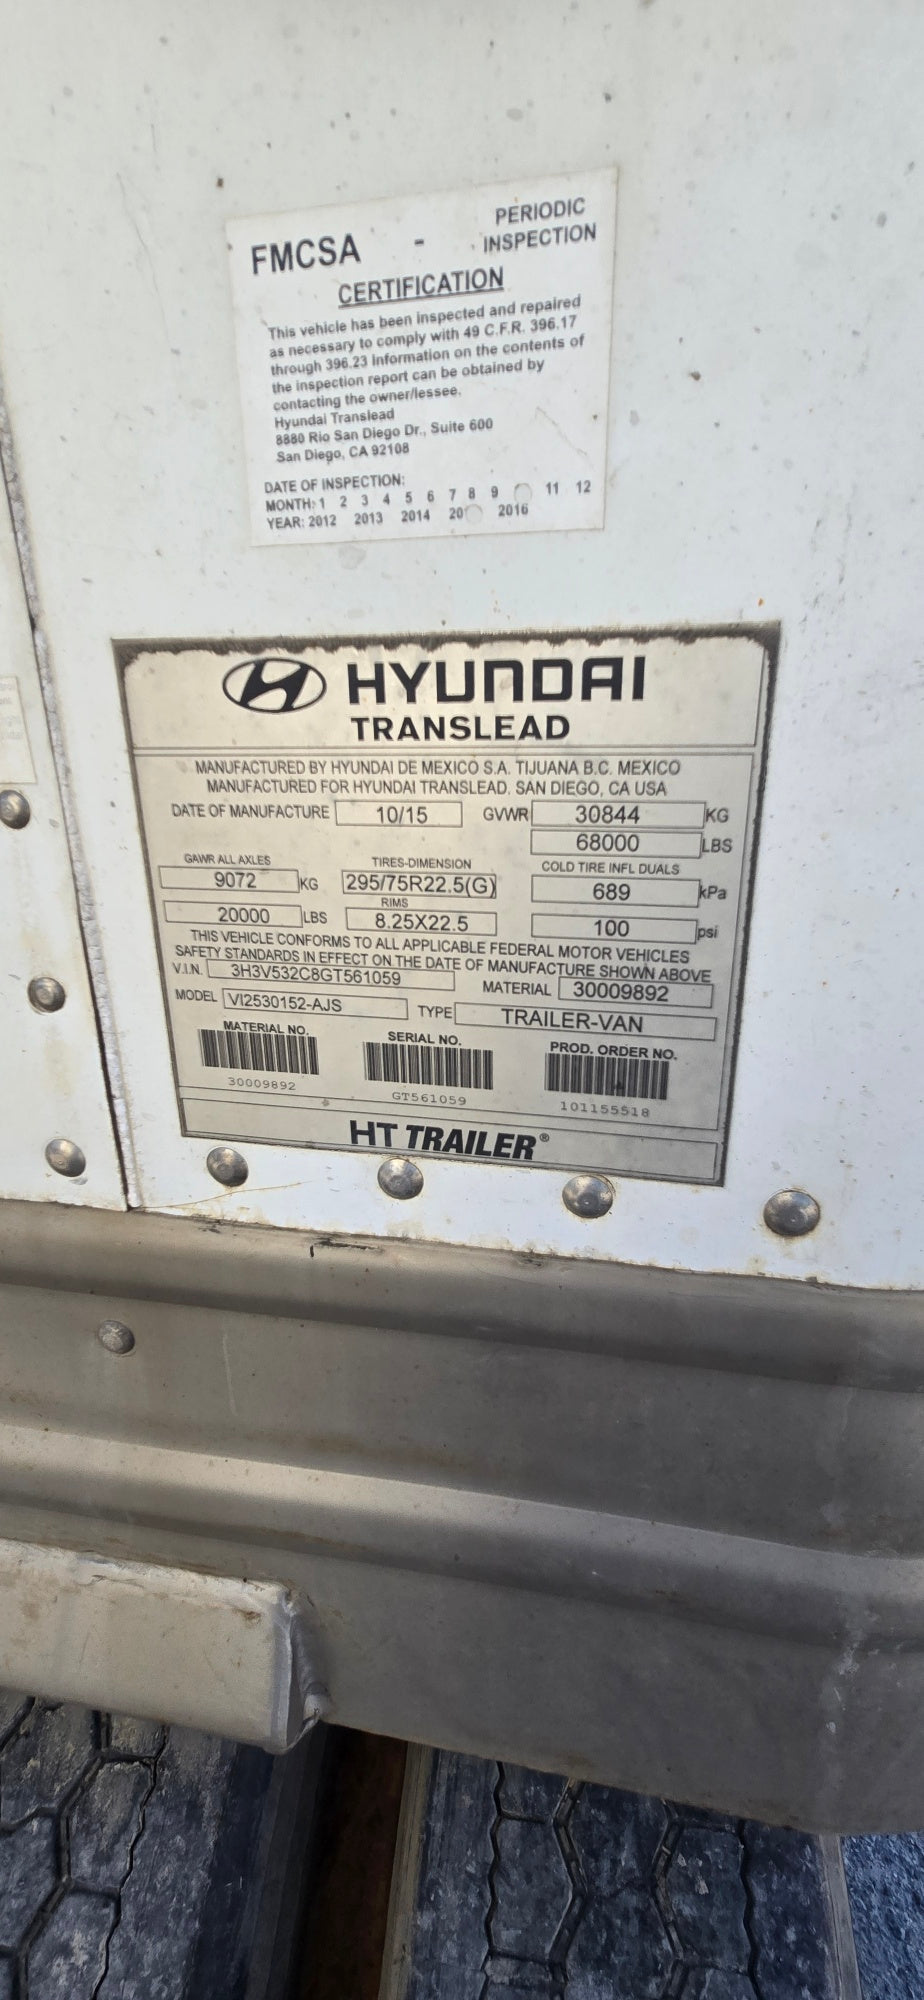 FMCSA - PERIODIC INSPECTION
CERTIFICATION
This vehicle has been inspected and repaired
as necessary to comply with 49 C.F.R. 396.17
through 396.23 Information on the contents of
the inspection report can be obtained by
contacting the owner/lessee.
Hyundai Translead
8880 Rio San Diego Dr., Suite 600
San Diego, CA 92108
DATE OF INSPECTION:
MONTH: 1 2 3 4 5 6 7 8 9 11 12
YEAR: 2012 2013 2014 20 2016
HYUNDAI
TRANSLEAD
MANUFACTURED BY HYUNDAI DE MEXICO S.A. TIJUANA B.C. MEXICO
MANUFACTURED FOR HYUNDAI TRANSLEAD. SAN DIEGO, CA USA
DATE OF MANUFACTURE 10/15 GVWR 30844 KG
68000 LBS
GAWR ALL AXLES TIRES-DIMENSION COLD TIRE INFL DUALS
9072 KG 295/75R22.5(G) 689 kPa
RIMS
20000 LBS 8.25X22.5 100 psi
THIS VEHICLE CONFORMS TO ALL APPLICABLE FEDERAL MOTOR VEHICLES
SAFETY STANDARDS IN EFFECT ON THE DATE OF MANUFACTURE SHOWN ABOVE
V.I.N. 3H3V532C8GT561059 MATERIAL 30009892
MODEL VI2530152-AJS TYPE TRAILER-VAN
MATERIAL NO. SERIAL NO. PROD. ORDER NO.
30009892 GT561059 101155518
HT TRAILER®